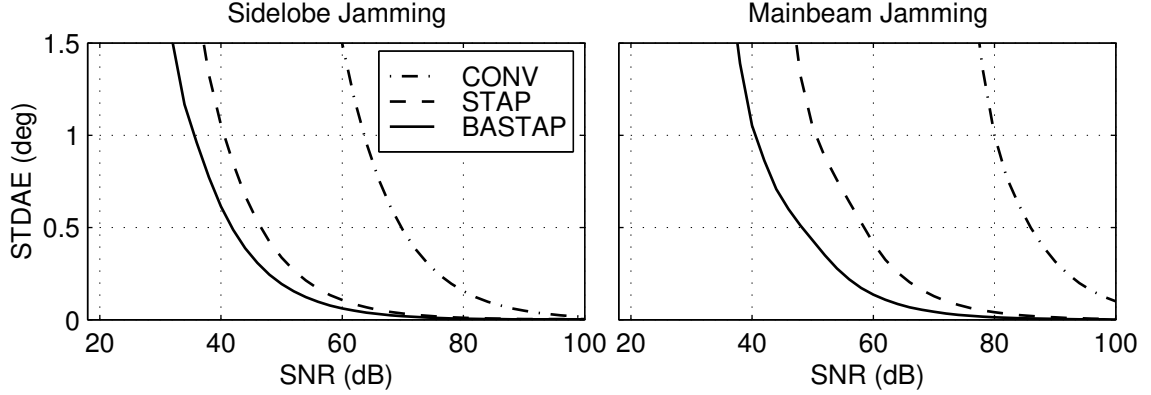 Sidelobe Jamming
Mainbeam Jamming
1.5
1
0.5
0
STDAE (deg)
CONV
STAP
BASTAP
20 40 60 80 100
SNR (dB)
20 40 60 80 100
SNR (dB)